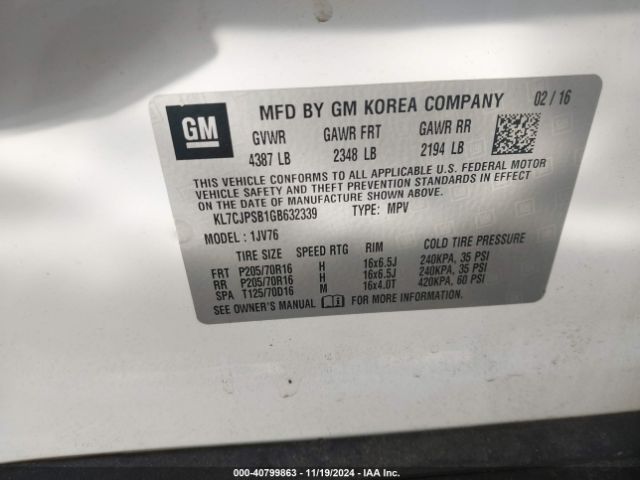 GM
MFD BY GM KOREA COMPANY 02 / 16
GVWR GAWR FRT GAWR RR
4387 LB 2348 LB 2194 LB
THIS VEHICLE CONFORMS TO ALL APPLICABLE U.S. FEDERAL MOTOR
VEHICLE SAFETY AND THEFT PREVENTION STANDARDS IN EFFECT
ON THE DATE OF MANUFACTURE SHOWN ABOVE.
KL7CJPSB1GB632339 TYPE: MPV
MODEL : 1JV76
TIRE SIZE SPEED RTG RIM COLD TIRE PRESSURE
FRT P205/70R16 H 16x6.5J 240KPA, 35 PSI
RR P205/70R16 H 16x6.5J 240KPA, 35 PSI
SPA T125/70D16 M 16x4.0T 420KPA, 60 PSI
SEE OWNER'S MANUAL FOR MORE INFORMATION.
000-40799863 - 11/19/2024 - IAA Inc.